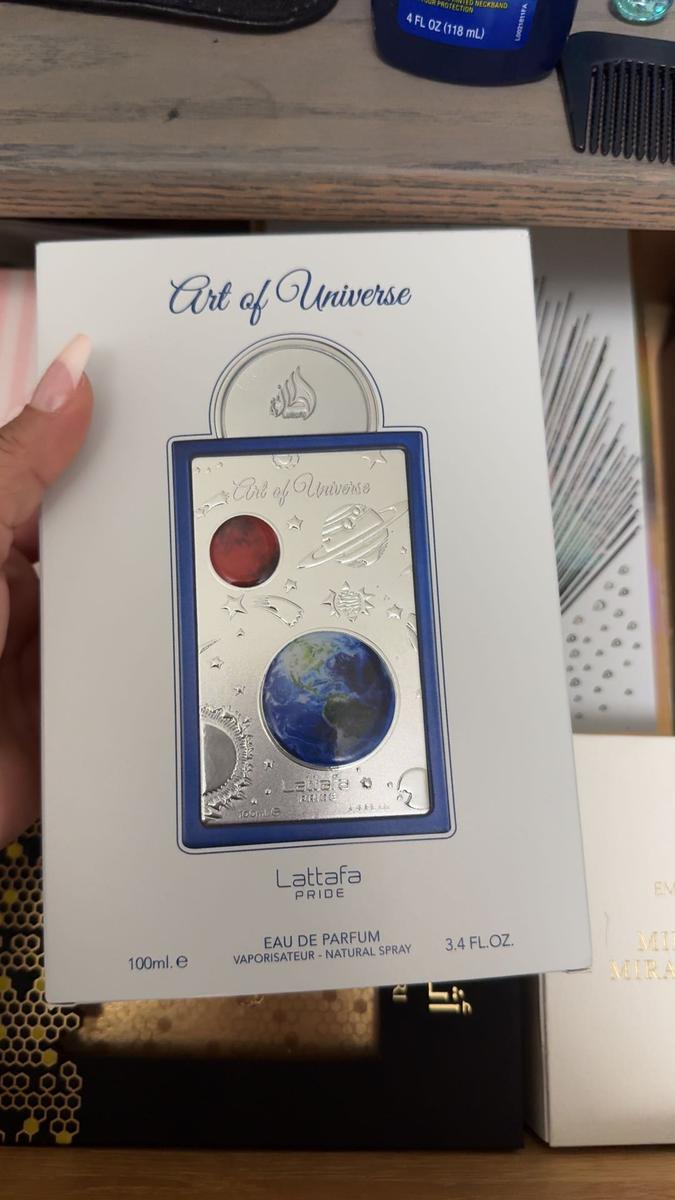 4 FL OZ (118 mL)
Art of Universe
Art of Universe
Lattafa
PRIDE
100ml.e
Lattafa
PRIDE
EAU DE PARFUM
VAPORISATEUR - NATURAL SPRAY
100ml. e
3.4 FL.OZ.